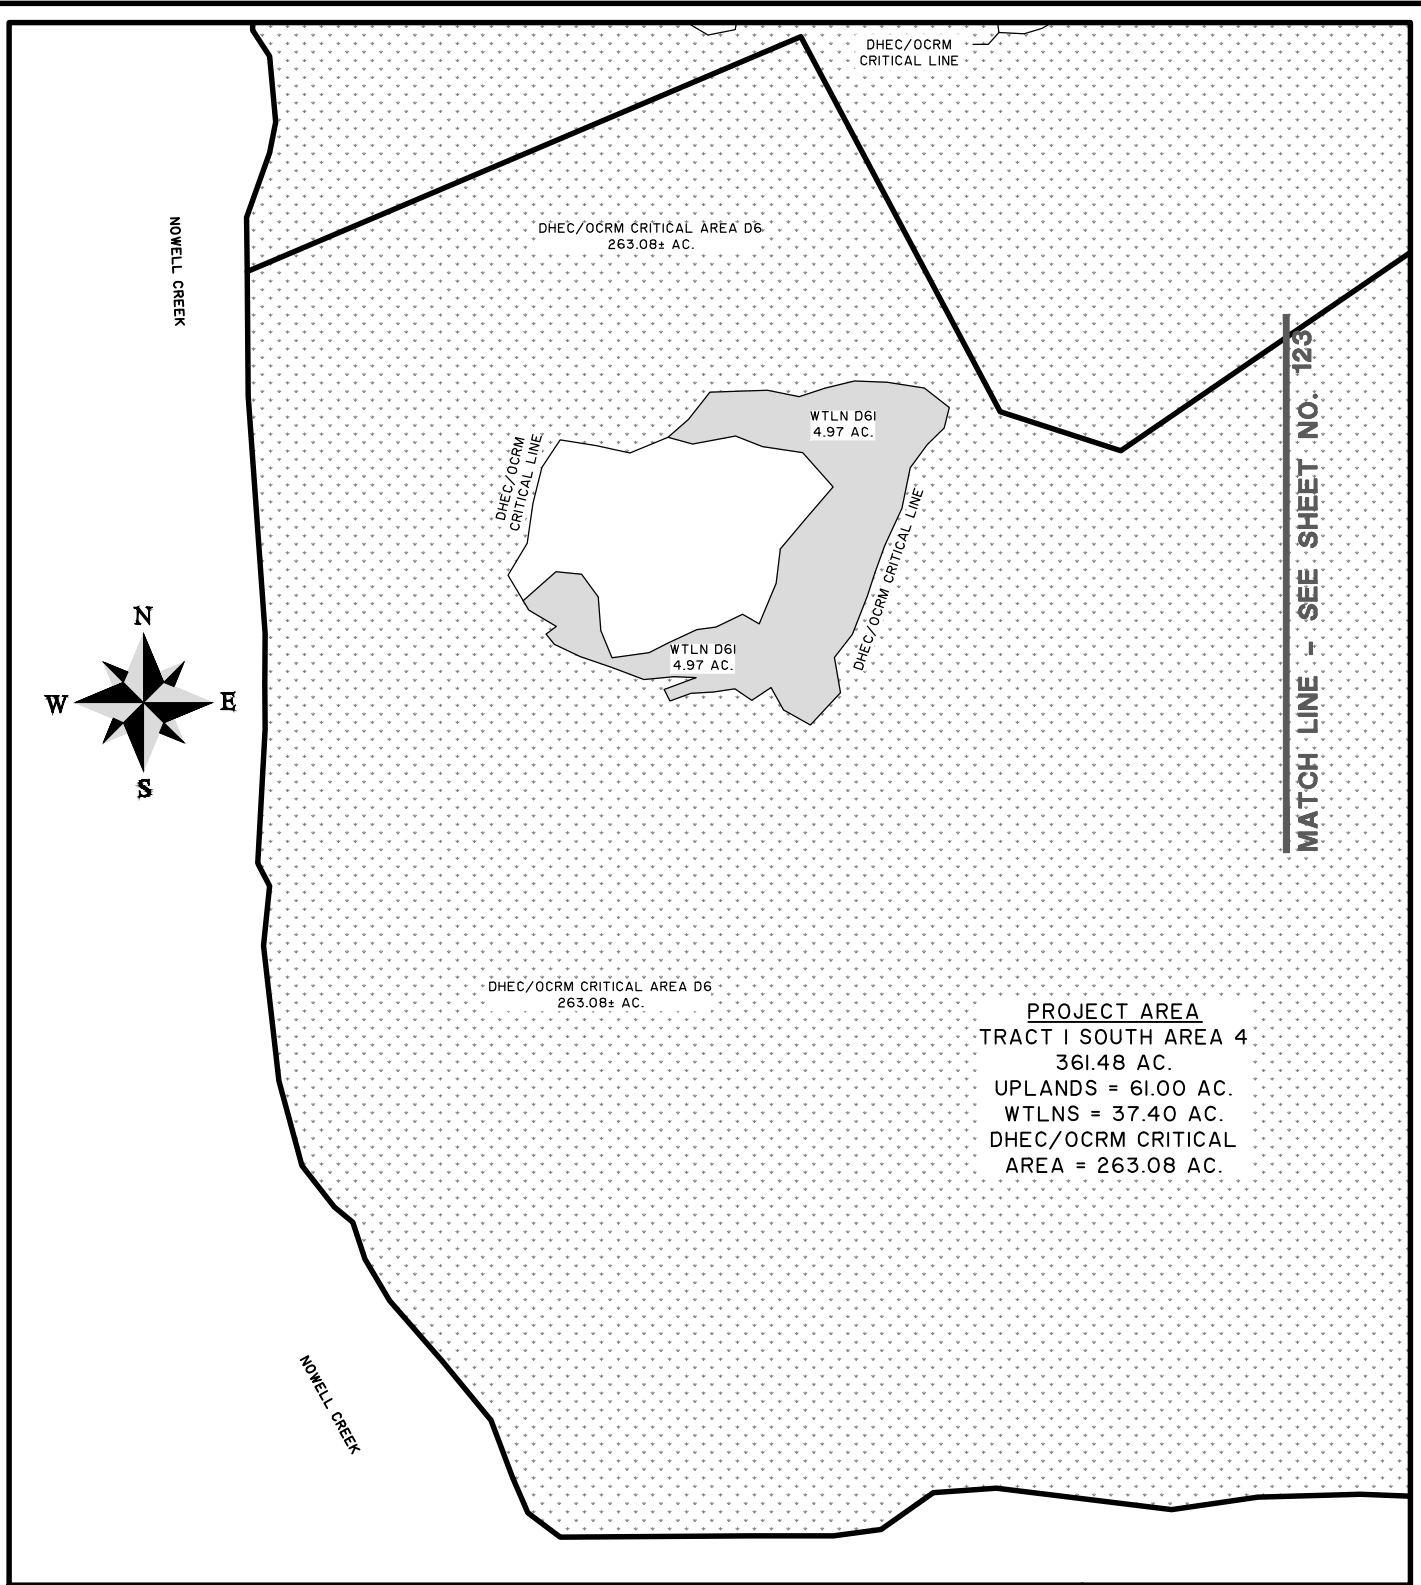 DHEC/OCRM
CRITICAL LINE
NOWELL CREEK
DHEC/OCRM CRITICAL AREA D6
263.08± AC.
MATCH LINE - SEE SHEET NO. 123
WTLN D61
4.97 AC.
DHEC/OCRM
CRITICAL LINE
DHEC/OCRM CRITICAL LINE
N
W
E
S
WTLN D61
4.97 AC.
DHEC/OCRM CRITICAL AREA D6
263.08± AC.
PROJECT AREA
TRACT 1 SOUTH AREA 4
361.48 AC.
UPLANDS = 61.00 AC.
WTLNS = 37.40 AC.
DHEC/OCRM CRITICAL
AREA = 263.08 AC.
NOWELL CREEK